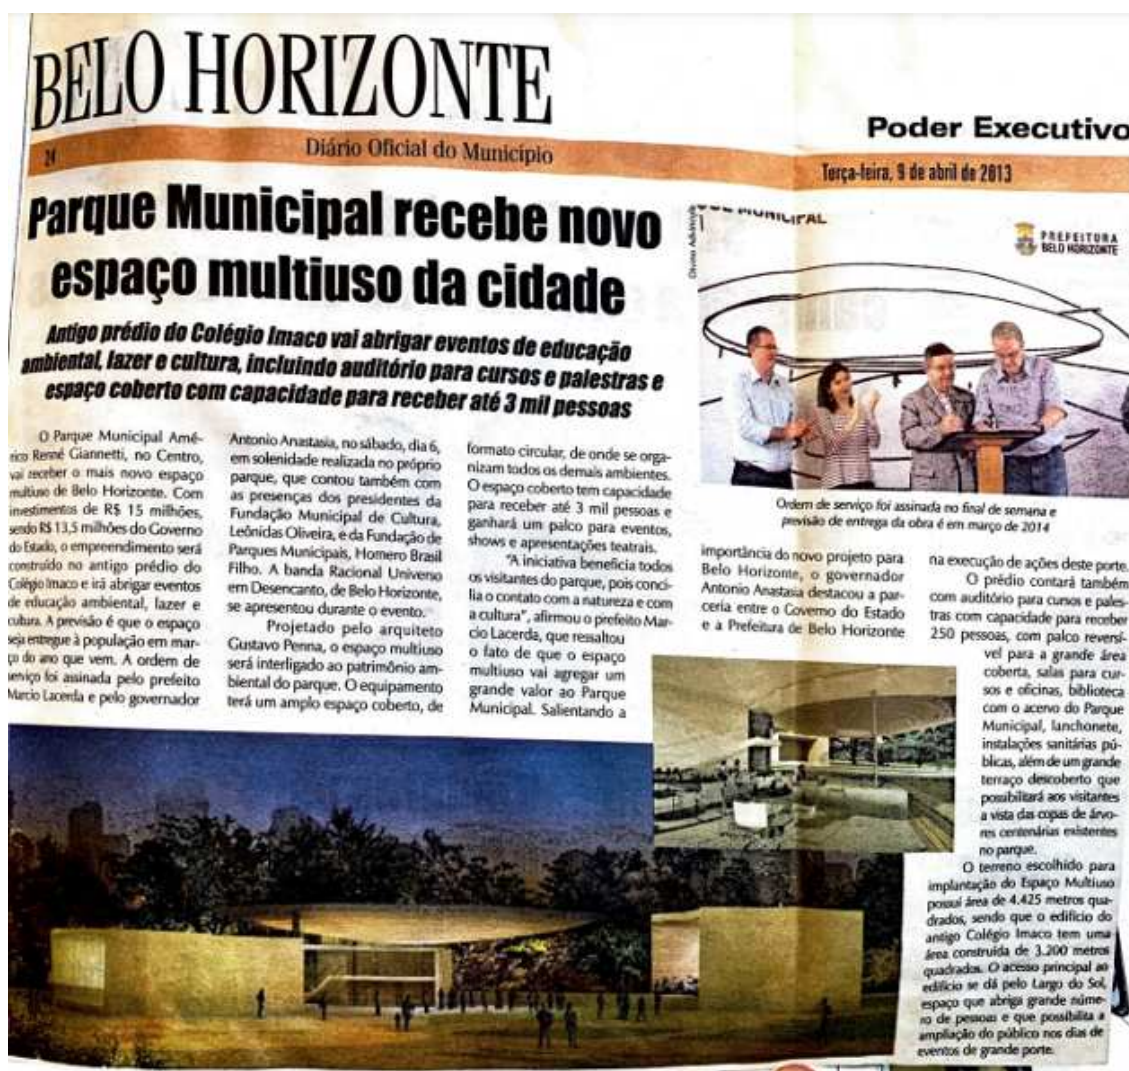 BELO HORIZONTE
Poder Executivo
24
Diário Oficial do Município
Terça-feira, 9 de abril de 2013
Parque Municipal recebe novo
espaço multiuso da cidade
Antigo prédio do Colégio Imaco vai abrigar eventos de educação
ambiental, lazer e cultura, incluindo auditório para cursos e palestras e
espaço coberto com capacidade para receber até 3 mil pessoas
MUNICIPAL
PREFEITURA
BELO HORIZONTE
Divino Advincula
Ordem de serviço foi assinada no final de semana e
previsão de entrega da obra é em março de 2014
O Parque Municipal Amé-
rico Renné Giannetti, no Centro,
vai receber o mais novo espaço
multiuso de Belo Horizonte. Com
investimentos de R$ 15 milhões,
sendo R$ 13,5 milhões do Governo
do Estado, o empreendimento será
construído no antigo prédio do
Colégio Imaco e irá abrigar eventos
de educação ambiental, lazer e
cultura. A previsão é que o espaço
seja entregue à população em mar-
ço do ano que vem. A ordem de
serviço foi assinada pelo prefeito
Marcio Lacerda e pelo governador
Antonio Anastasia, no sábado, dia 6,
em solenidade realizada no próprio
parque, que contou também com
as presenças dos presidentes da
Fundação Municipal de Cultura,
Leônidas Oliveira, e da Fundação de
Parques Municipais, Homero Brasil
Filho. A banda Racional Universo
em Desencanto, de Belo Horizonte,
se apresentou durante o evento.
Projetado pelo arquiteto
Gustavo Penna, o espaço multiuso
será interligado ao patrimônio am-
biental do parque. O equipamento
terá um amplo espaço coberto, de
formato circular, de onde se orga-
nizam todos os demais ambientes.
O espaço coberto tem capacidade
para receber até 3 mil pessoas e
ganhará um palco para eventos,
shows e apresentações teatrais.
"A iniciativa beneficia todos
os visitantes do parque, pois conci-
lia o contato com a natureza e com
a cultura", afirmou o prefeito Mar-
cio Lacerda, que ressaltou
o fato de que o espaço
multiuso vai agregar um
grande valor ao Parque
Municipal. Salientando a
importância do novo projeto para
Belo Horizonte, o governador
Antonio Anastasia destacou a par-
ceria entre o Governo do Estado
e a Prefeitura de Belo Horizonte
na execução de ações deste porte.
O prédio contará também
com auditório para cursos e pales-
tras com capacidade para receber
250 pessoas, com palco reversí-
vel para a grande área
coberta, salas para cur-
sos e oficinas, biblioteca
com o acervo do Parque
Municipal, lanchonete,
instalações sanitárias pú-
blicas, além de um grande
terraço descoberto que
possibilitará aos visitantes
a vista das copas de árvo-
res centenárias existentes
no parque.
O terreno escolhido para
implantação do Espaço Multiuso
possui área de 4.425 metros qua-
drados, sendo que o edifício do
antigo Colégio Imaco tem uma
área construída de 3.200 metros
quadrados. O acesso principal ao
edifício se dá pelo Largo do Sol,
espaço que abriga grande núme-
ro de pessoas e que possibilita a
ampliação do público nos dias de
eventos de grande porte.